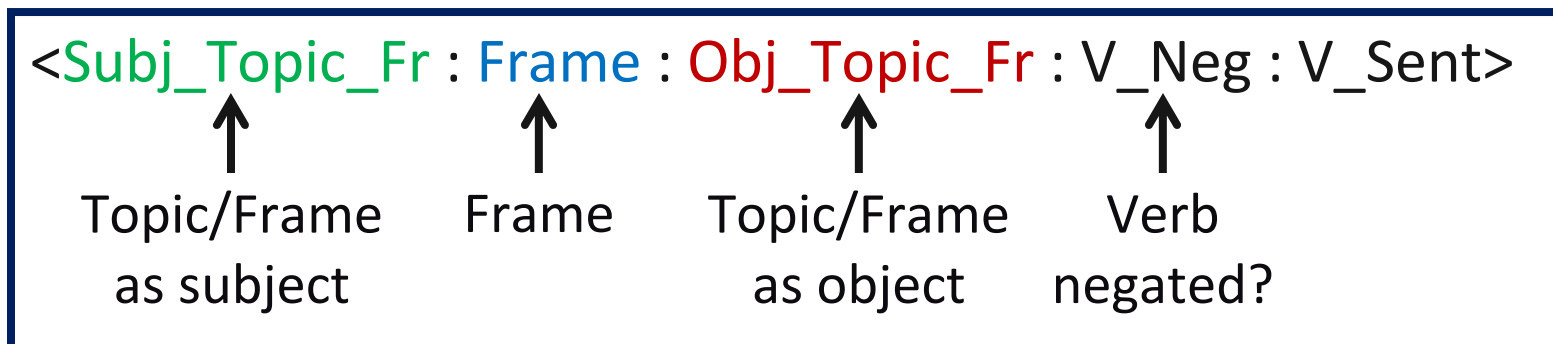 <Subj_Topic_Fr : Frame : Obj_Topic_Fr : V_Neg : V_Sent>
Topic/Frame Frame Topic/Frame Verb
as subject as object negated?